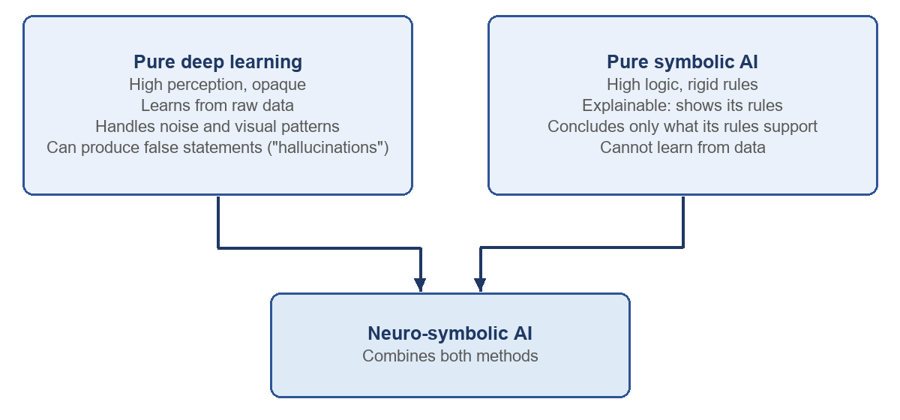 Pure deep learning
High perception, opaque
Learns from raw data
Handles noise and visual patterns
Can produce false statements ("hallucinations")
Pure symbolic AI
High logic, rigid rules
Explainable: shows its rules
Concludes only what its rules support
Cannot learn from data
Neuro-symbolic AI
Combines both methods